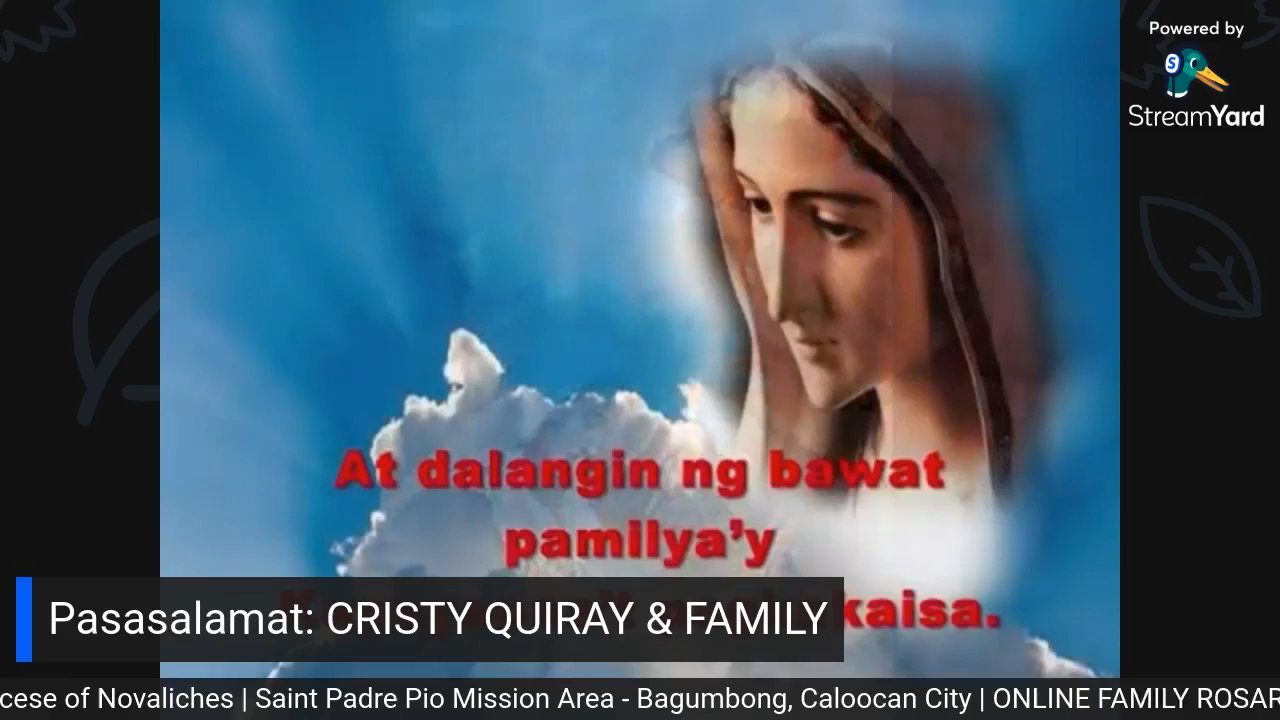 Powered by
StreamYard
At dalangin ng bawat
pamilya’y
kaisa.
Pasasalamat: CRISTY QUIRAY & FAMILY
cese of Novaliches | Saint Padre Pio Mission Area - Bagumbong, Caloocan City | ONLINE FAMILY ROSAR